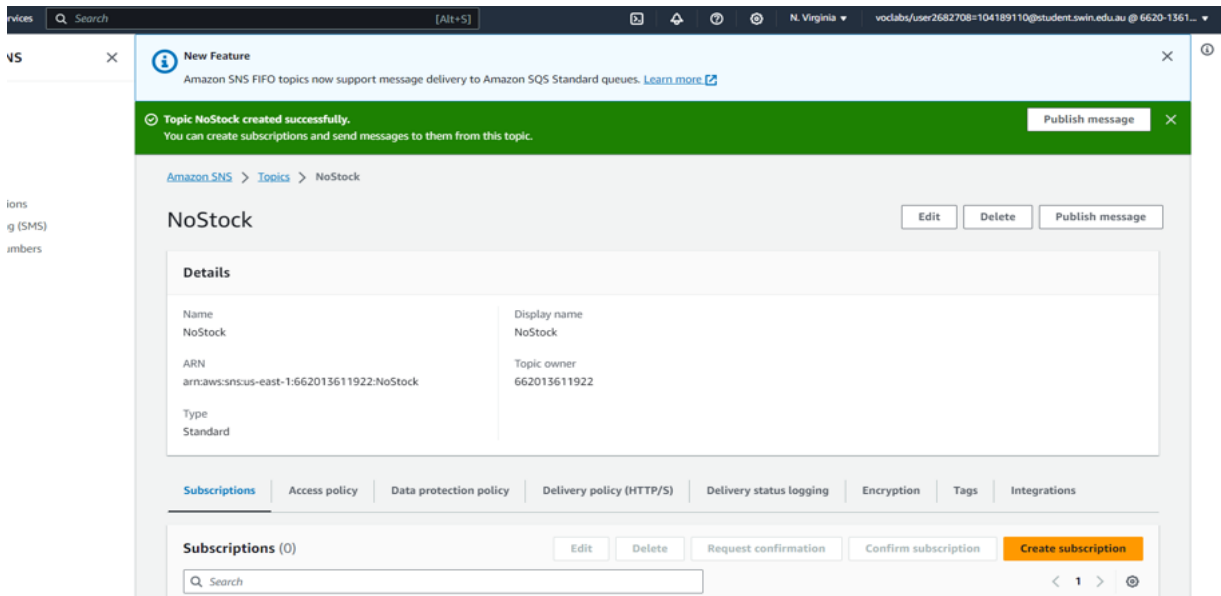 rvices Search [Alt+S] N. Virginia voclabs/user2682708=104189110@student.swin.edu.au @ 6620-1361...
NS
New Feature
Amazon SNS FIFO topics now support message delivery to Amazon SQS Standard queues. Learn more
Topic NoStock created successfully.
You can create subscriptions and send messages to them from this topic.
Publish message
Amazon SNS > Topics > NoStock
ions
g (SMS)
umbers
NoStock
Edit Delete Publish message
Details
Name
NoStock
Display name
NoStock
ARN
arn:aws:sns:us-east-1:662013611922:NoStock
Topic owner
662013611922
Type
Standard
Subscriptions Access policy Data protection policy Delivery policy (HTTP/S) Delivery status logging Encryption Tags Integrations
Subscriptions (0) Edit Delete Request confirmation Confirm subscription Create subscription
Search < 1 >